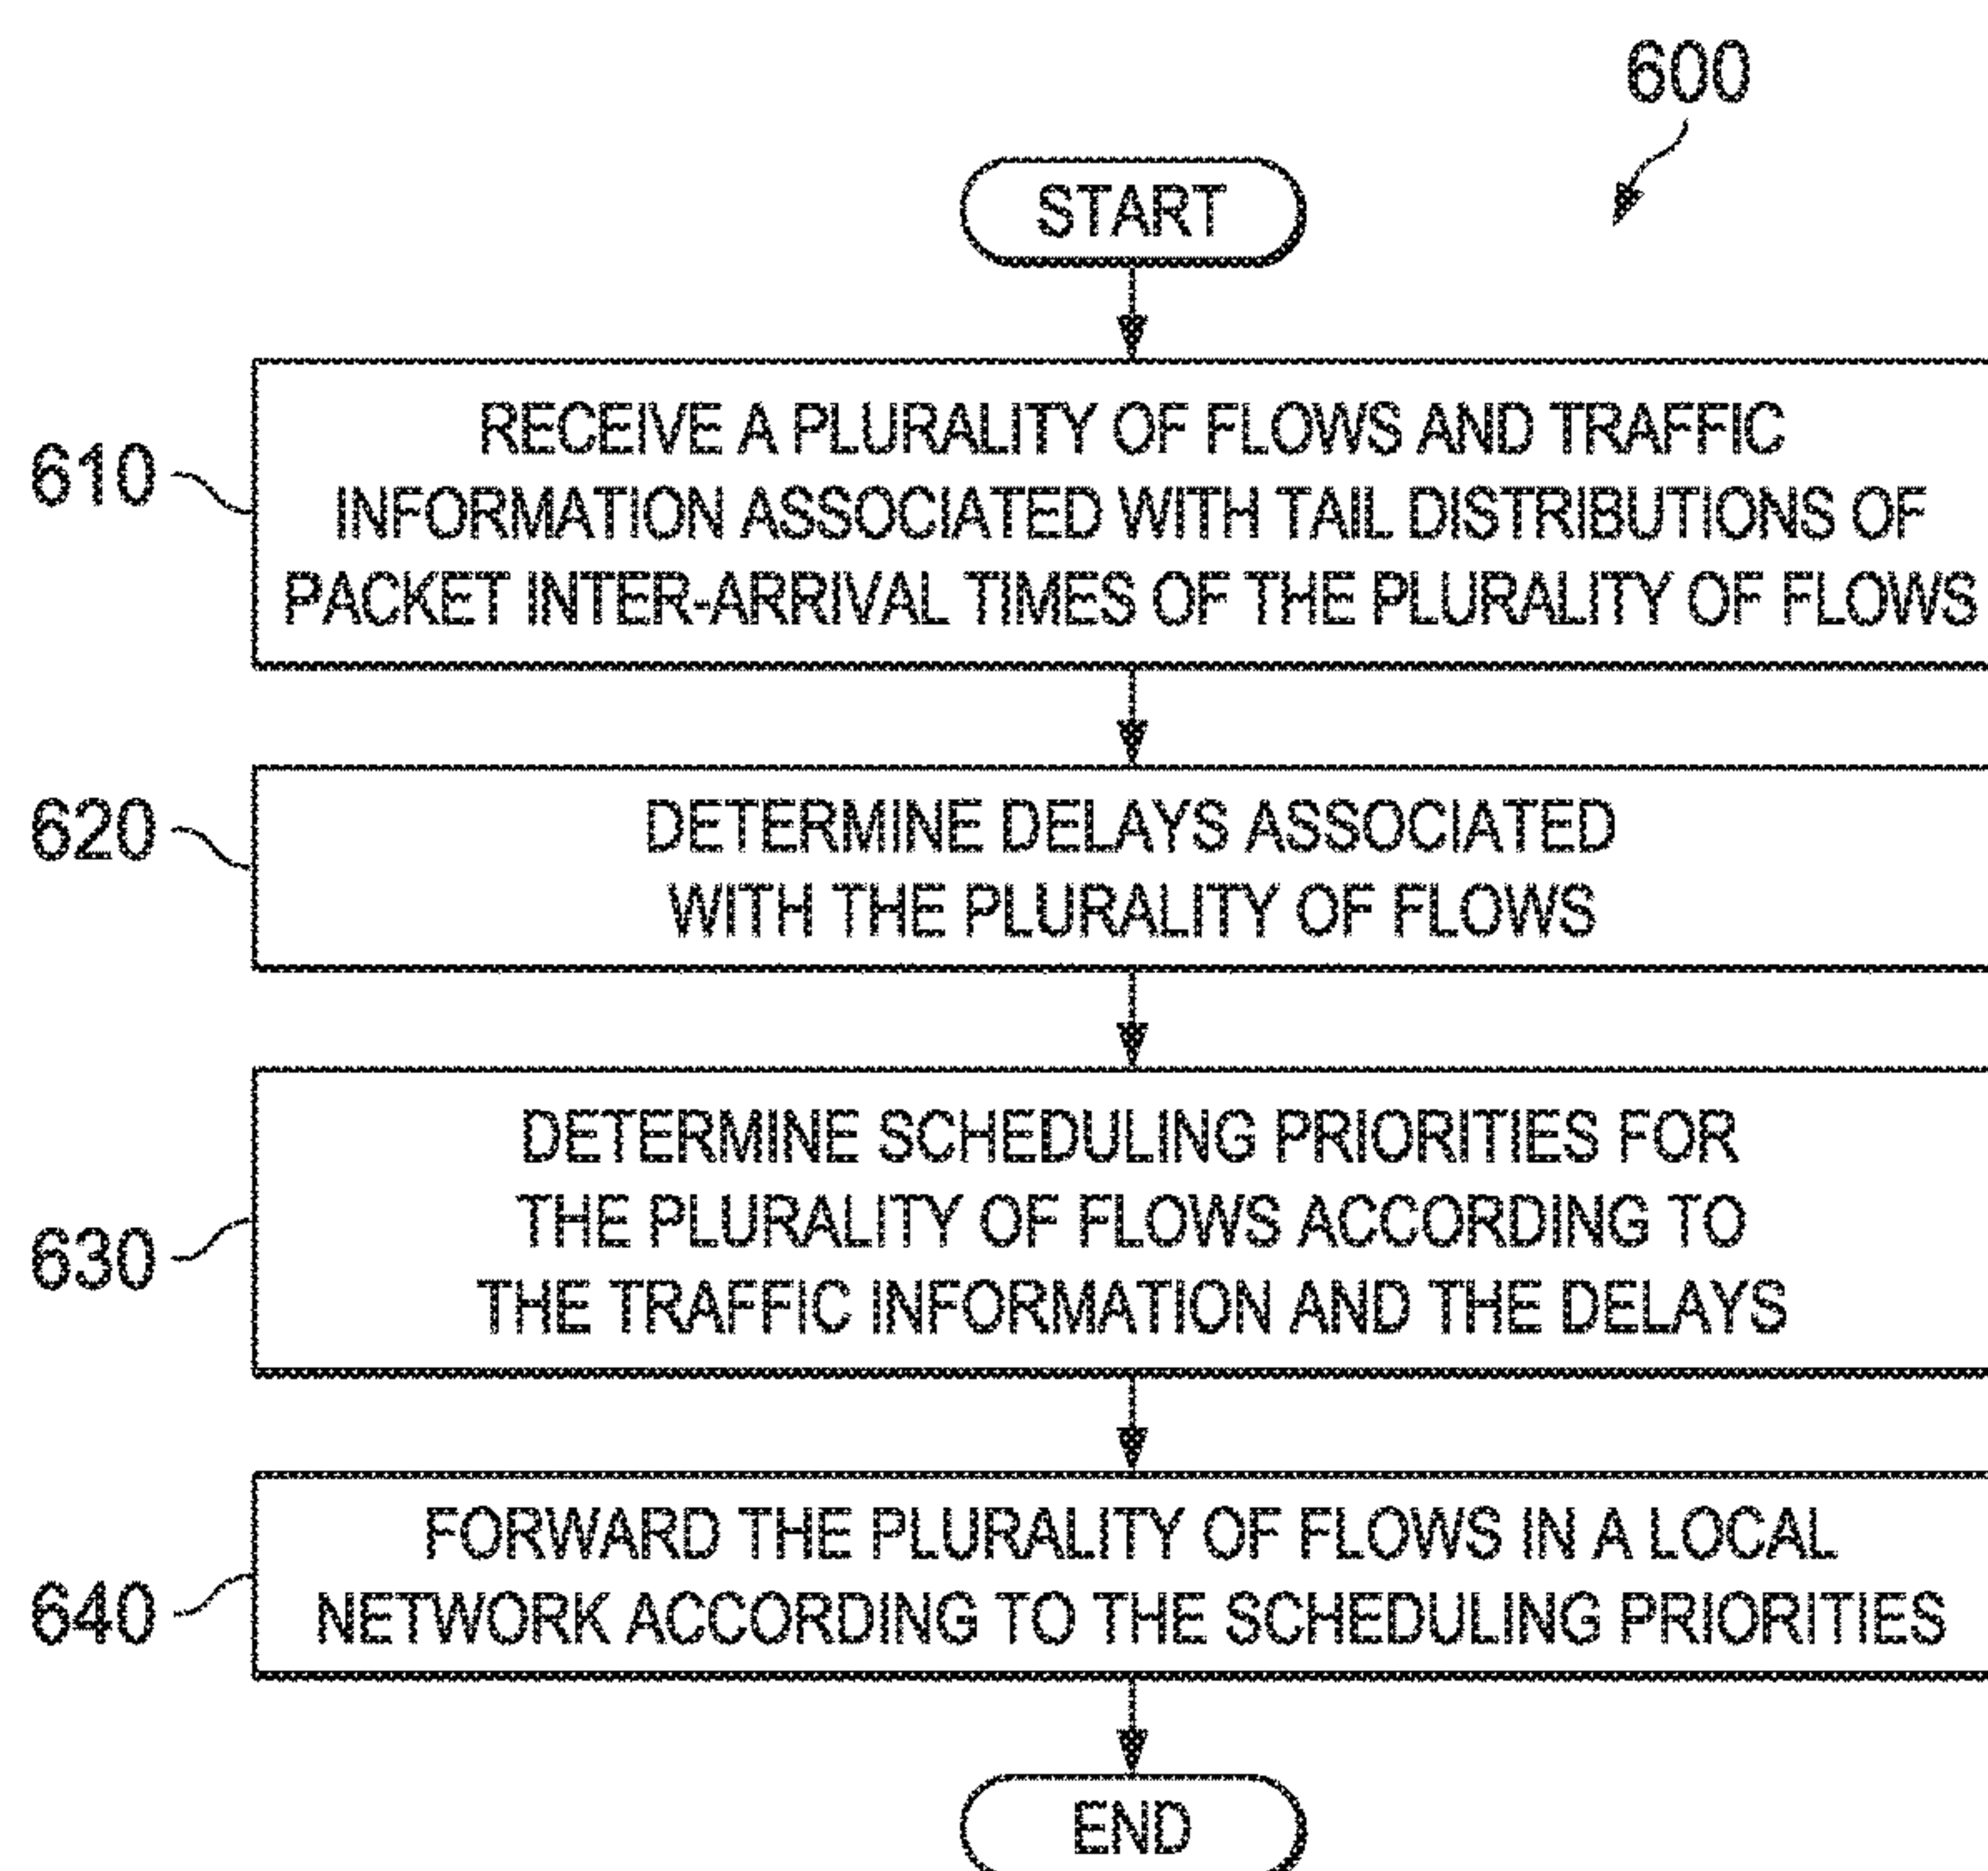 600
START
610
RECEIVE A PLURALITY OF FLOWS AND TRAFFIC
INFORMATION ASSOCIATED WITH TAIL DISTRIBUTIONS OF
PACKET INTER-ARRIVAL TIMES OF THE PLURALITY OF FLOWS
620
DETERMINE DELAYS ASSOCIATED
WITH THE PLURALITY OF FLOWS
630
DETERMINE SCHEDULING PRIORITIES FOR
THE PLURALITY OF FLOWS ACCORDING TO
THE TRAFFIC INFORMATION AND THE DELAYS
640
FORWARD THE PLURALITY OF FLOWS IN A LOCAL
NETWORK ACCORDING TO THE SCHEDULING PRIORITIES
END